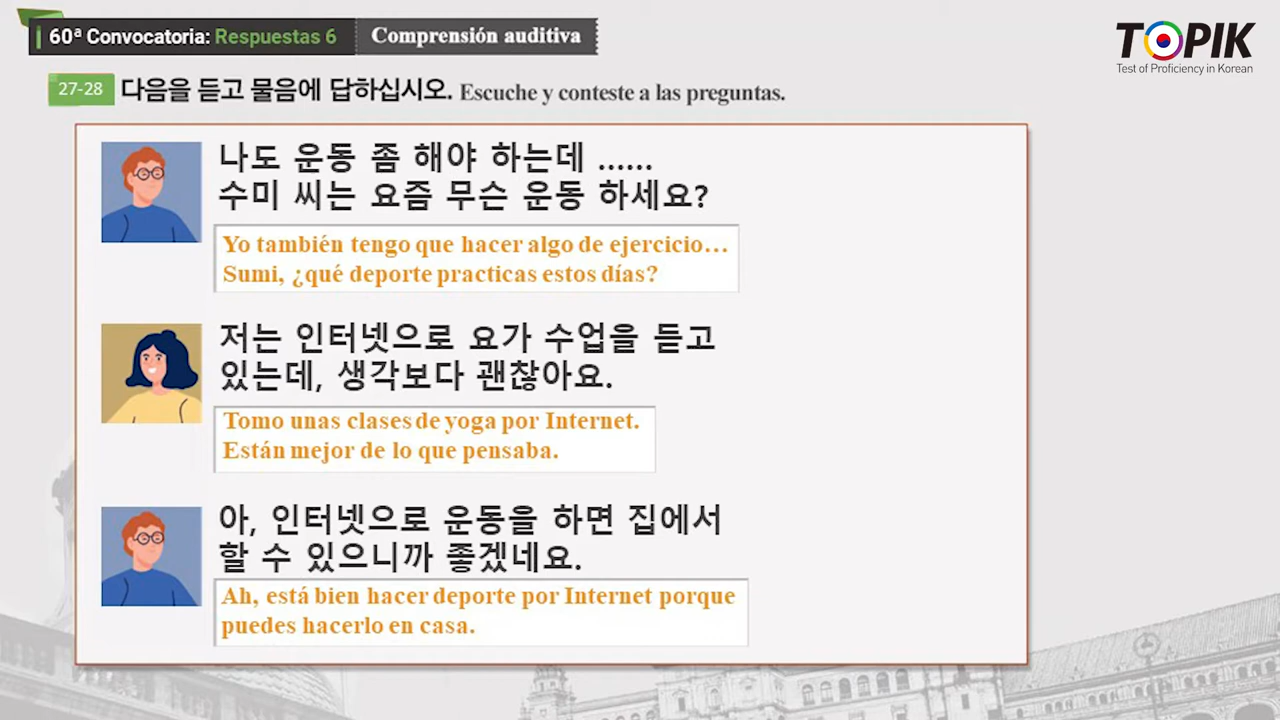 60ª Convocatoria: Respuestas 6 Comprensión auditiva
TOPIK
Test of Proficiency in Korean
27-28 다음을 듣고 물음에 답하십시오. Escuche y conteste a las preguntas.
나도 운동 좀 해야 하는데 ......
수미 씨는 요즘 무슨 운동 하세요?
Yo también tengo que hacer algo de ejercicio…
Sumi, ¿qué deporte practicas estos días?
저는 인터넷으로 요가 수업을 듣고
있는데, 생각보다 괜찮아요.
Tomo unas clases de yoga por Internet.
Están mejor de lo que pensaba.
아, 인터넷으로 운동을 하면 집에서
할 수 있으니까 좋겠네요.
Ah, está bien hacer deporte por Internet porque
puedes hacerlo en casa.